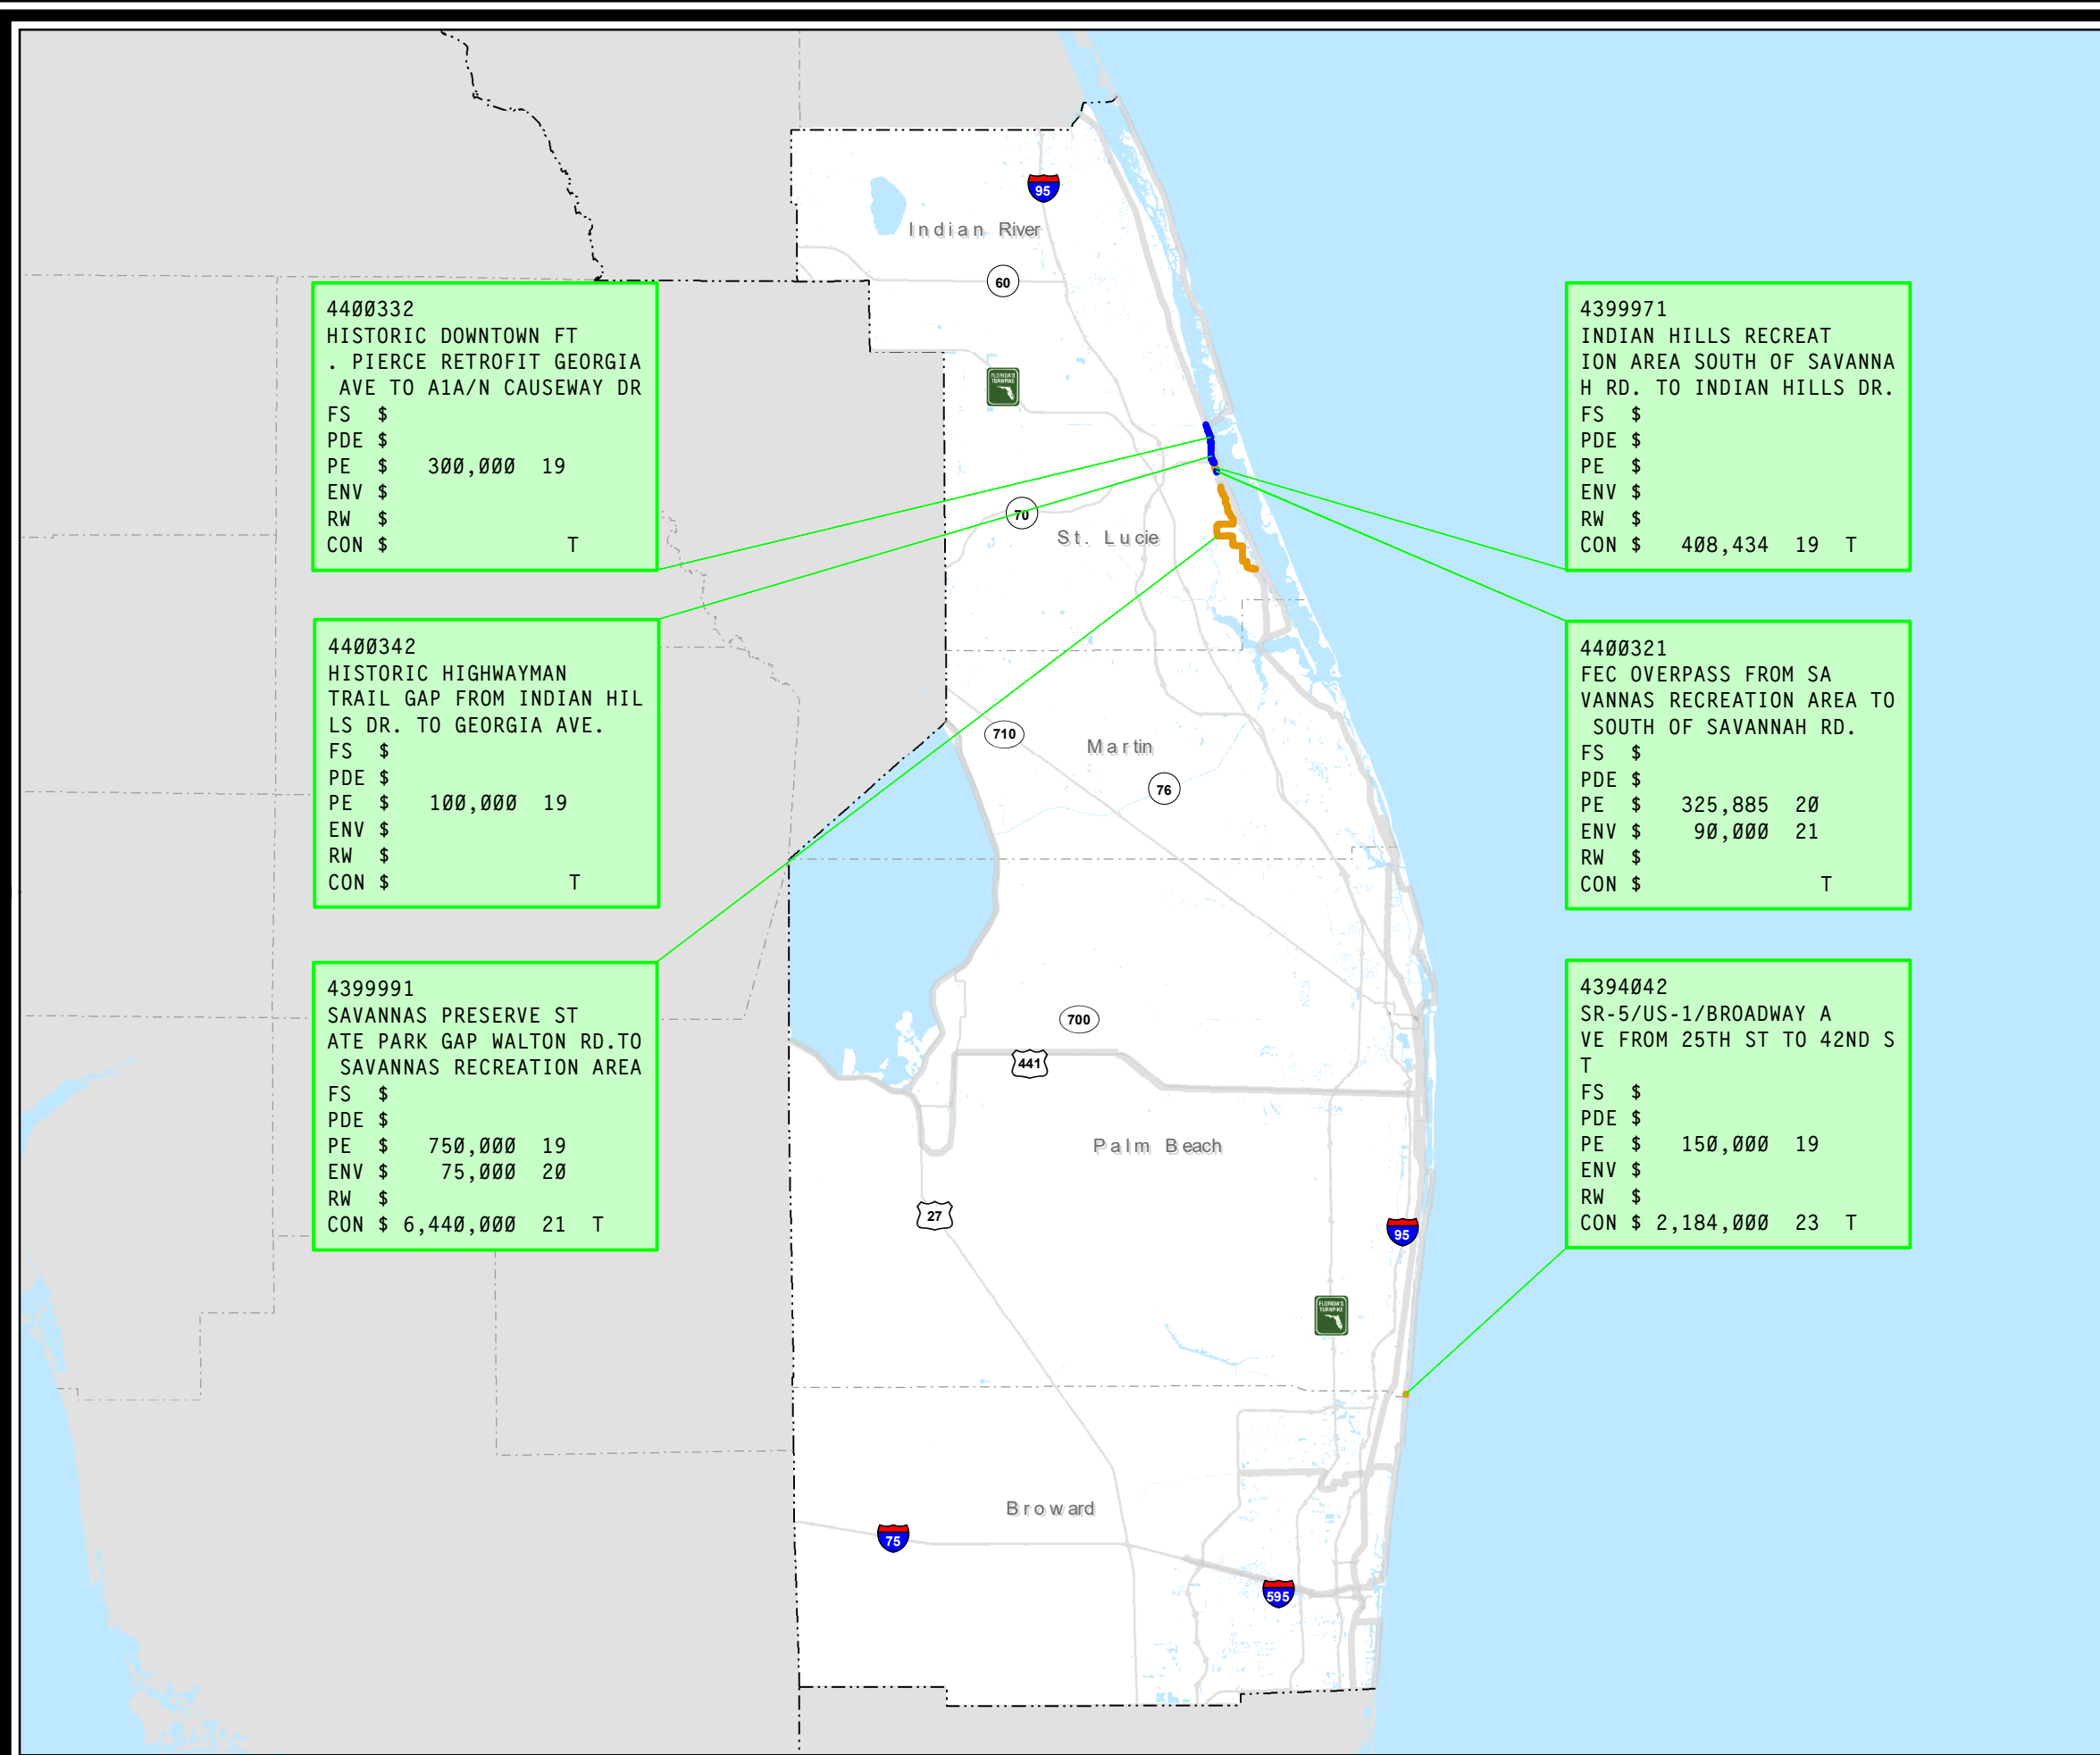 95
Indian River
60
FLORIDA'S
TURNPIKE
70
St. Lucie
710
Martin
76
700
441
Palm Beach
27
95
FLORIDA'S
TURNPIKE
Broward
75
595
4400332
HISTORIC DOWNTOWN FT
. PIERCE RETROFIT GEORGIA
AVE TO A1A/N CAUSEWAY DR
FS $
PDE $
PE $ 300,000 19
ENV $
RW $
CON $ T
4400342
HISTORIC HIGHWAYMAN
TRAIL GAP FROM INDIAN HIL
LS DR. TO GEORGIA AVE.
FS $
PDE $
PE $ 100,000 19
ENV $
RW $
CON $ T
4399991
SAVANNAS PRESERVE ST
ATE PARK GAP WALTON RD.TO
SAVANNAS RECREATION AREA
FS $
PDE $
PE $ 750,000 19
ENV $ 75,000 20
RW $
CON $ 6,440,000 21 T
4399971
INDIAN HILLS RECREAT
ION AREA SOUTH OF SAVANNA
H RD. TO INDIAN HILLS DR.
FS $
PDE $
PE $
ENV $
RW $
CON $ 408,434 19 T
4400321
FEC OVERPASS FROM SA
VANNAS RECREATION AREA TO
SOUTH OF SAVANNAH RD.
FS $
PDE $
PE $ 325,885 20
ENV $ 90,000 21
RW $
CON $ T
4394042
SR-5/US-1/BROADWAY A
VE FROM 25TH ST TO 42ND S
T
FS $
PDE $
PE $ 150,000 19
ENV $
RW $
CON $ 2,184,000 23 T